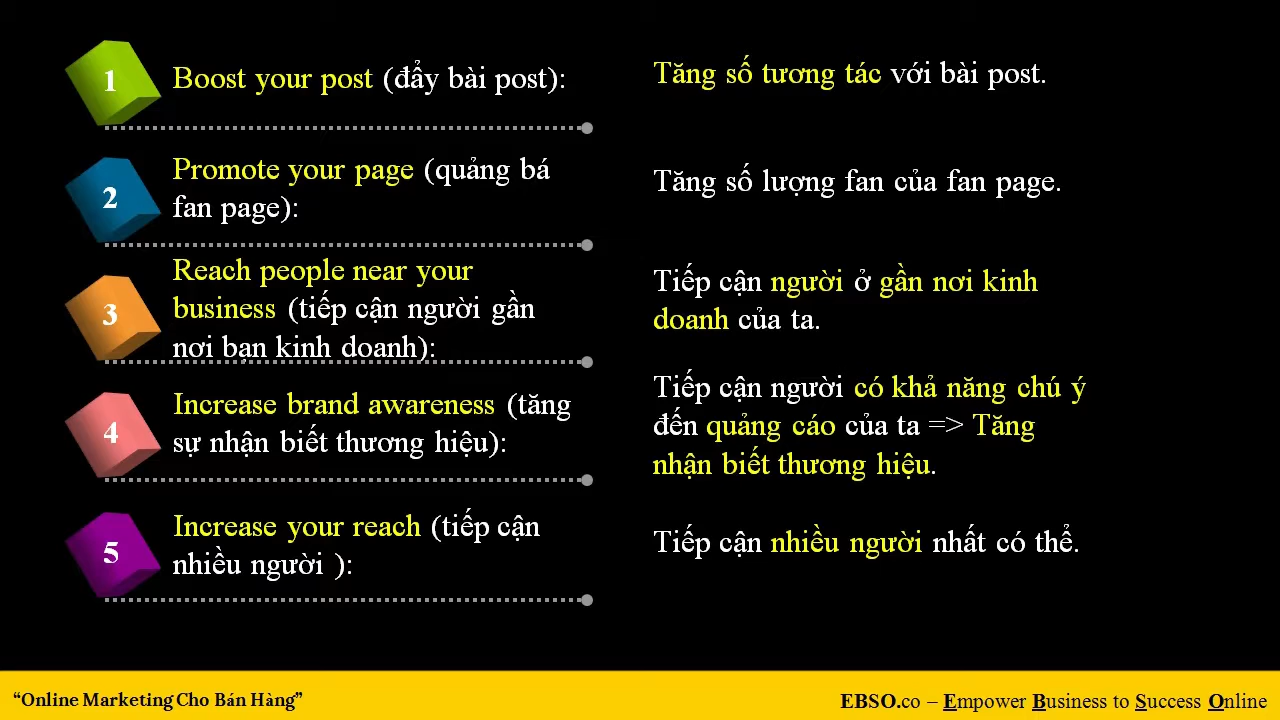 1
Boost your post (đẩy bài post):
Tăng số tương tác với bài post.
2
Promote your page (quảng bá
fan page):
Tăng số lượng fan của fan page.
3
Reach people near your
business (tiếp cận người gần
nơi bạn kinh doanh):
Tiếp cận người ở gần nơi kinh
doanh của ta.
4
Increase brand awareness (tăng
sự nhận biết thương hiệu):
Tiếp cận người có khả năng chú ý
đến quảng cáo của ta => Tăng
nhận biết thương hiệu.
5
Increase your reach (tiếp cận
nhiều người ):
Tiếp cận nhiều người nhất có thể.
“Online Marketing Cho Bán Hàng”
EBSO.co – Empower Business to Success Online